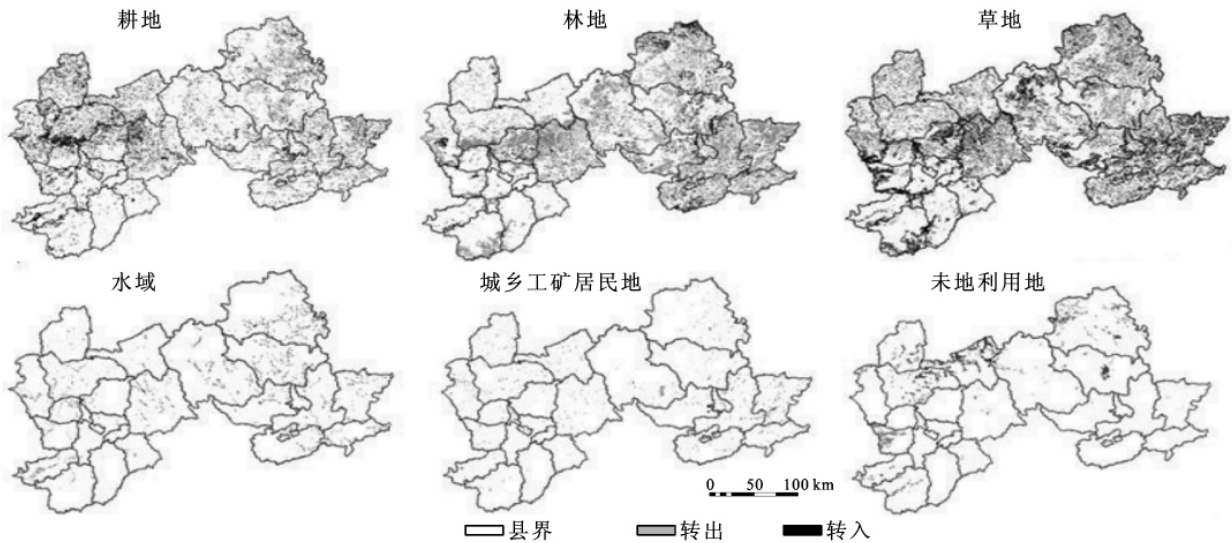 耕地
林地
草地
水域
城乡工矿居民地
未地利用地
0 50 100 km
县界
转出
转入